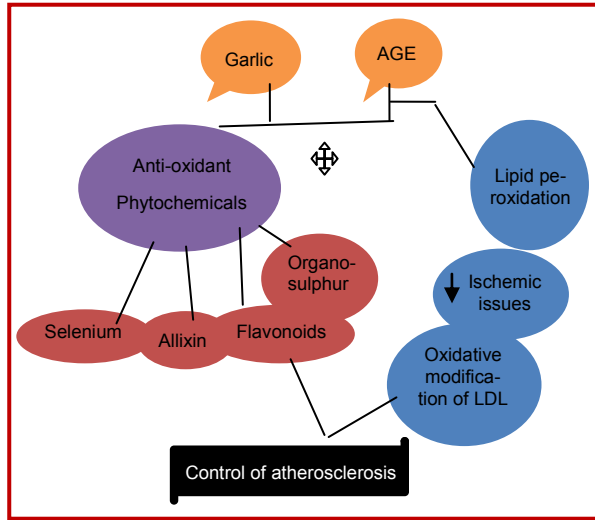 Garlic
AGE
Anti-oxidant
Phytochemicals
Lipid pe-
roxidation
Organo-
sulphur
Ischemic
issues
Selenium
Allixin
Flavonoids
Oxidative
modifica-
tion of LDL
Control of atherosclerosis